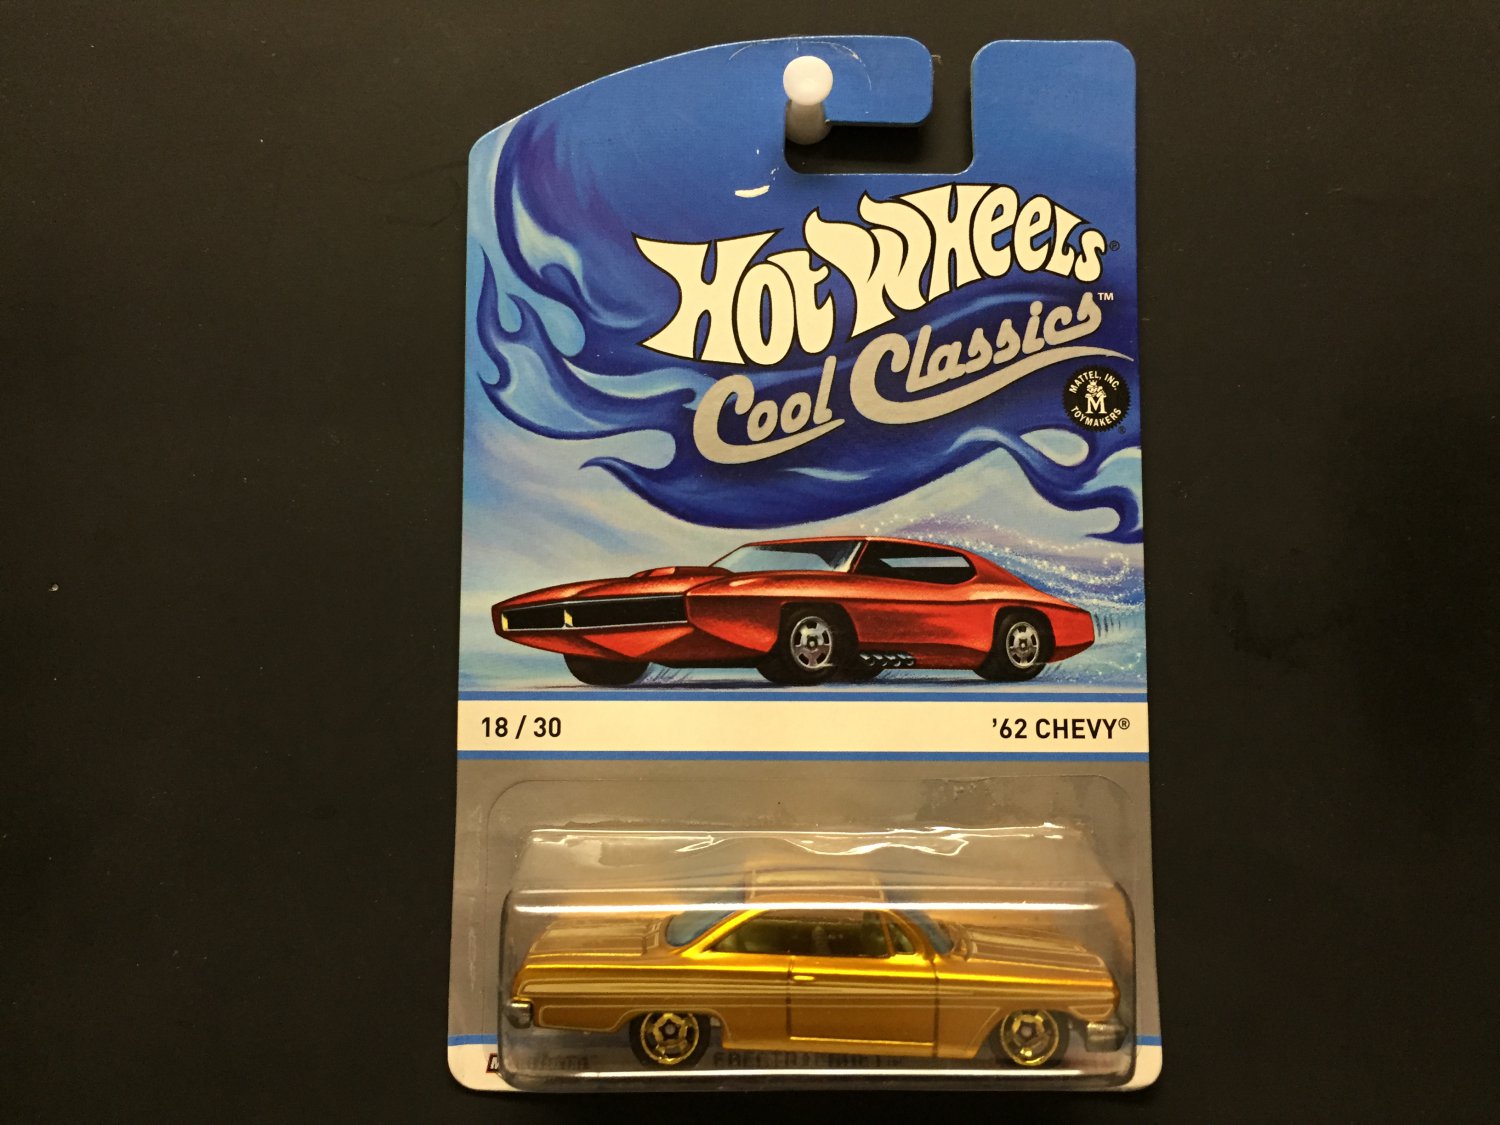 HOT WHEELS®
Cool Classics™
MATTEL, INC.
M
TOYMAKERS®
18 / 30
'62 CHEVY®